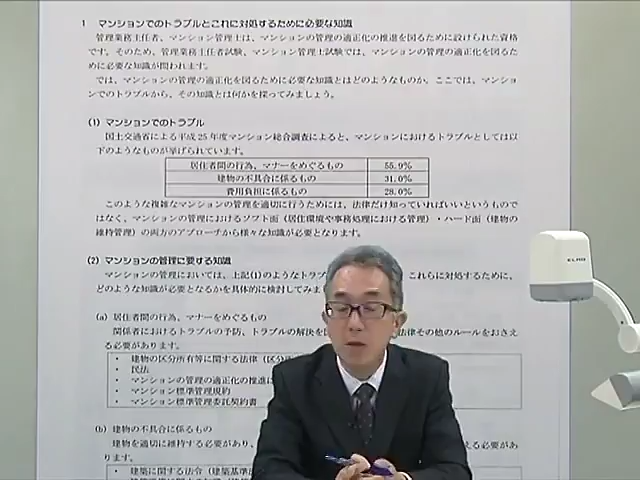 1 マンションでのトラブルとこれに対処するために必要な知識
管理業務主任者、マンション管理士は、マンションの管理の適正化の推進を図るために設けられた資格
です。そのため、管理業務主任者試験、マンション管理士試験では、マンションの管理の適正化を図るため
に必要な知識が問われます。
では、マンションの管理の適正化を図るために必要な知識とはどのようなものか。ここでは、マンショ
ンでのトラブルから、その知識とは何かを探ってみましょう。
(1) マンションでのトラブル
国土交通省による平成25年度マンション総合調査によると、マンションにおけるトラブルとしては以
下のようなものが挙げられています。
居住者間の行為、マナーをめぐるもの 55.9%
建物の不具合に係るもの 31.0%
費用負担に係るもの 28.0%
このような複雑なマンションの管理を適切に行うためには、法律だけ知っていればいいというもので
はなく、マンションの管理におけるソフト面(居住環境や事務処理における管理)・ハード面(建物の
維持管理)の両方のアプローチから様々な知識が必要となります。
(2) マンションの管理に要する知識
マンションの管理においては、上記(1)のようなトラブ これらに対処するために、
どのような知識が必要となるかを具体的に検討してみま
(a) 居住者間の行為、マナーをめぐるもの
関係者におけるトラブルの予防、トラブルの解決を 法律その他のルールをおさえ
る必要があります。
・ 建物の区分所有等に関する法律(区分
・ 民法
・ マンションの管理の適正化の推進に
・ マンション標準管理規約
・ マンション標準管理委託契約書
(b) 建物の不具合に係るもの
建物を適切に維持する必要があり、 える必要があ
ります。
・ 建築に関する法令(建築基準法
ELMO